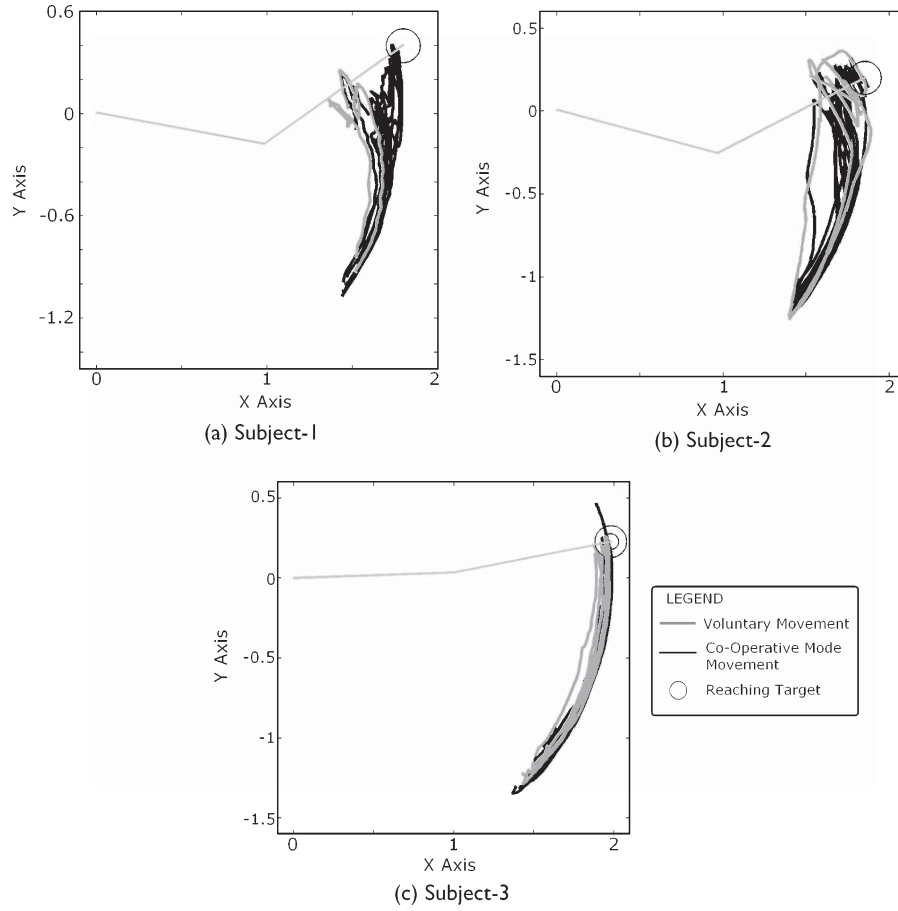 0.6
0
-0.6
-1.2
Y Axis
0
1
2
X Axis
(a) Subject-1
0.5
0
-0.5
-1
-1.5
Y Axis
0
1
2
X Axis
(b) Subject-2
0.5
0
-0.5
-1
-1.5
Y Axis
0
1
2
X Axis
(c) Subject-3
LEGEND
Voluntary Movement
Co-Operative Mode
Movement
Reaching Target